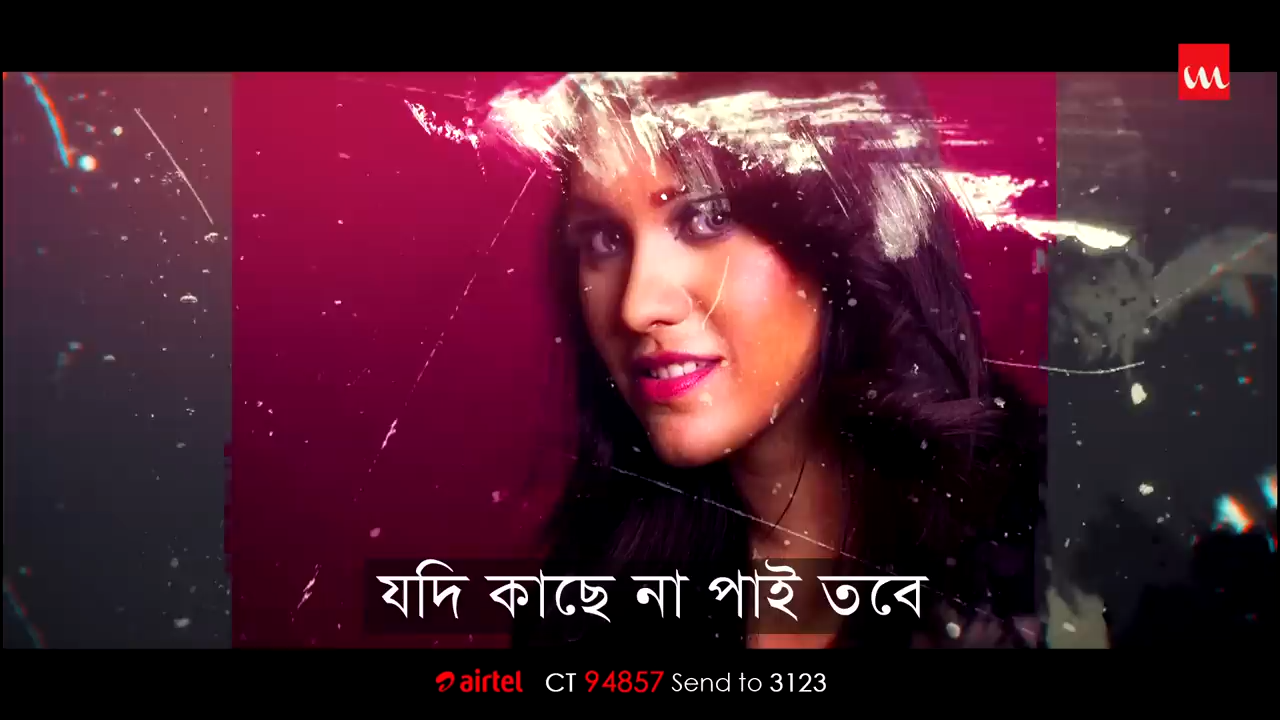 যদি কাছে না পাই তবে
airtel CT 94857 Send to 3123